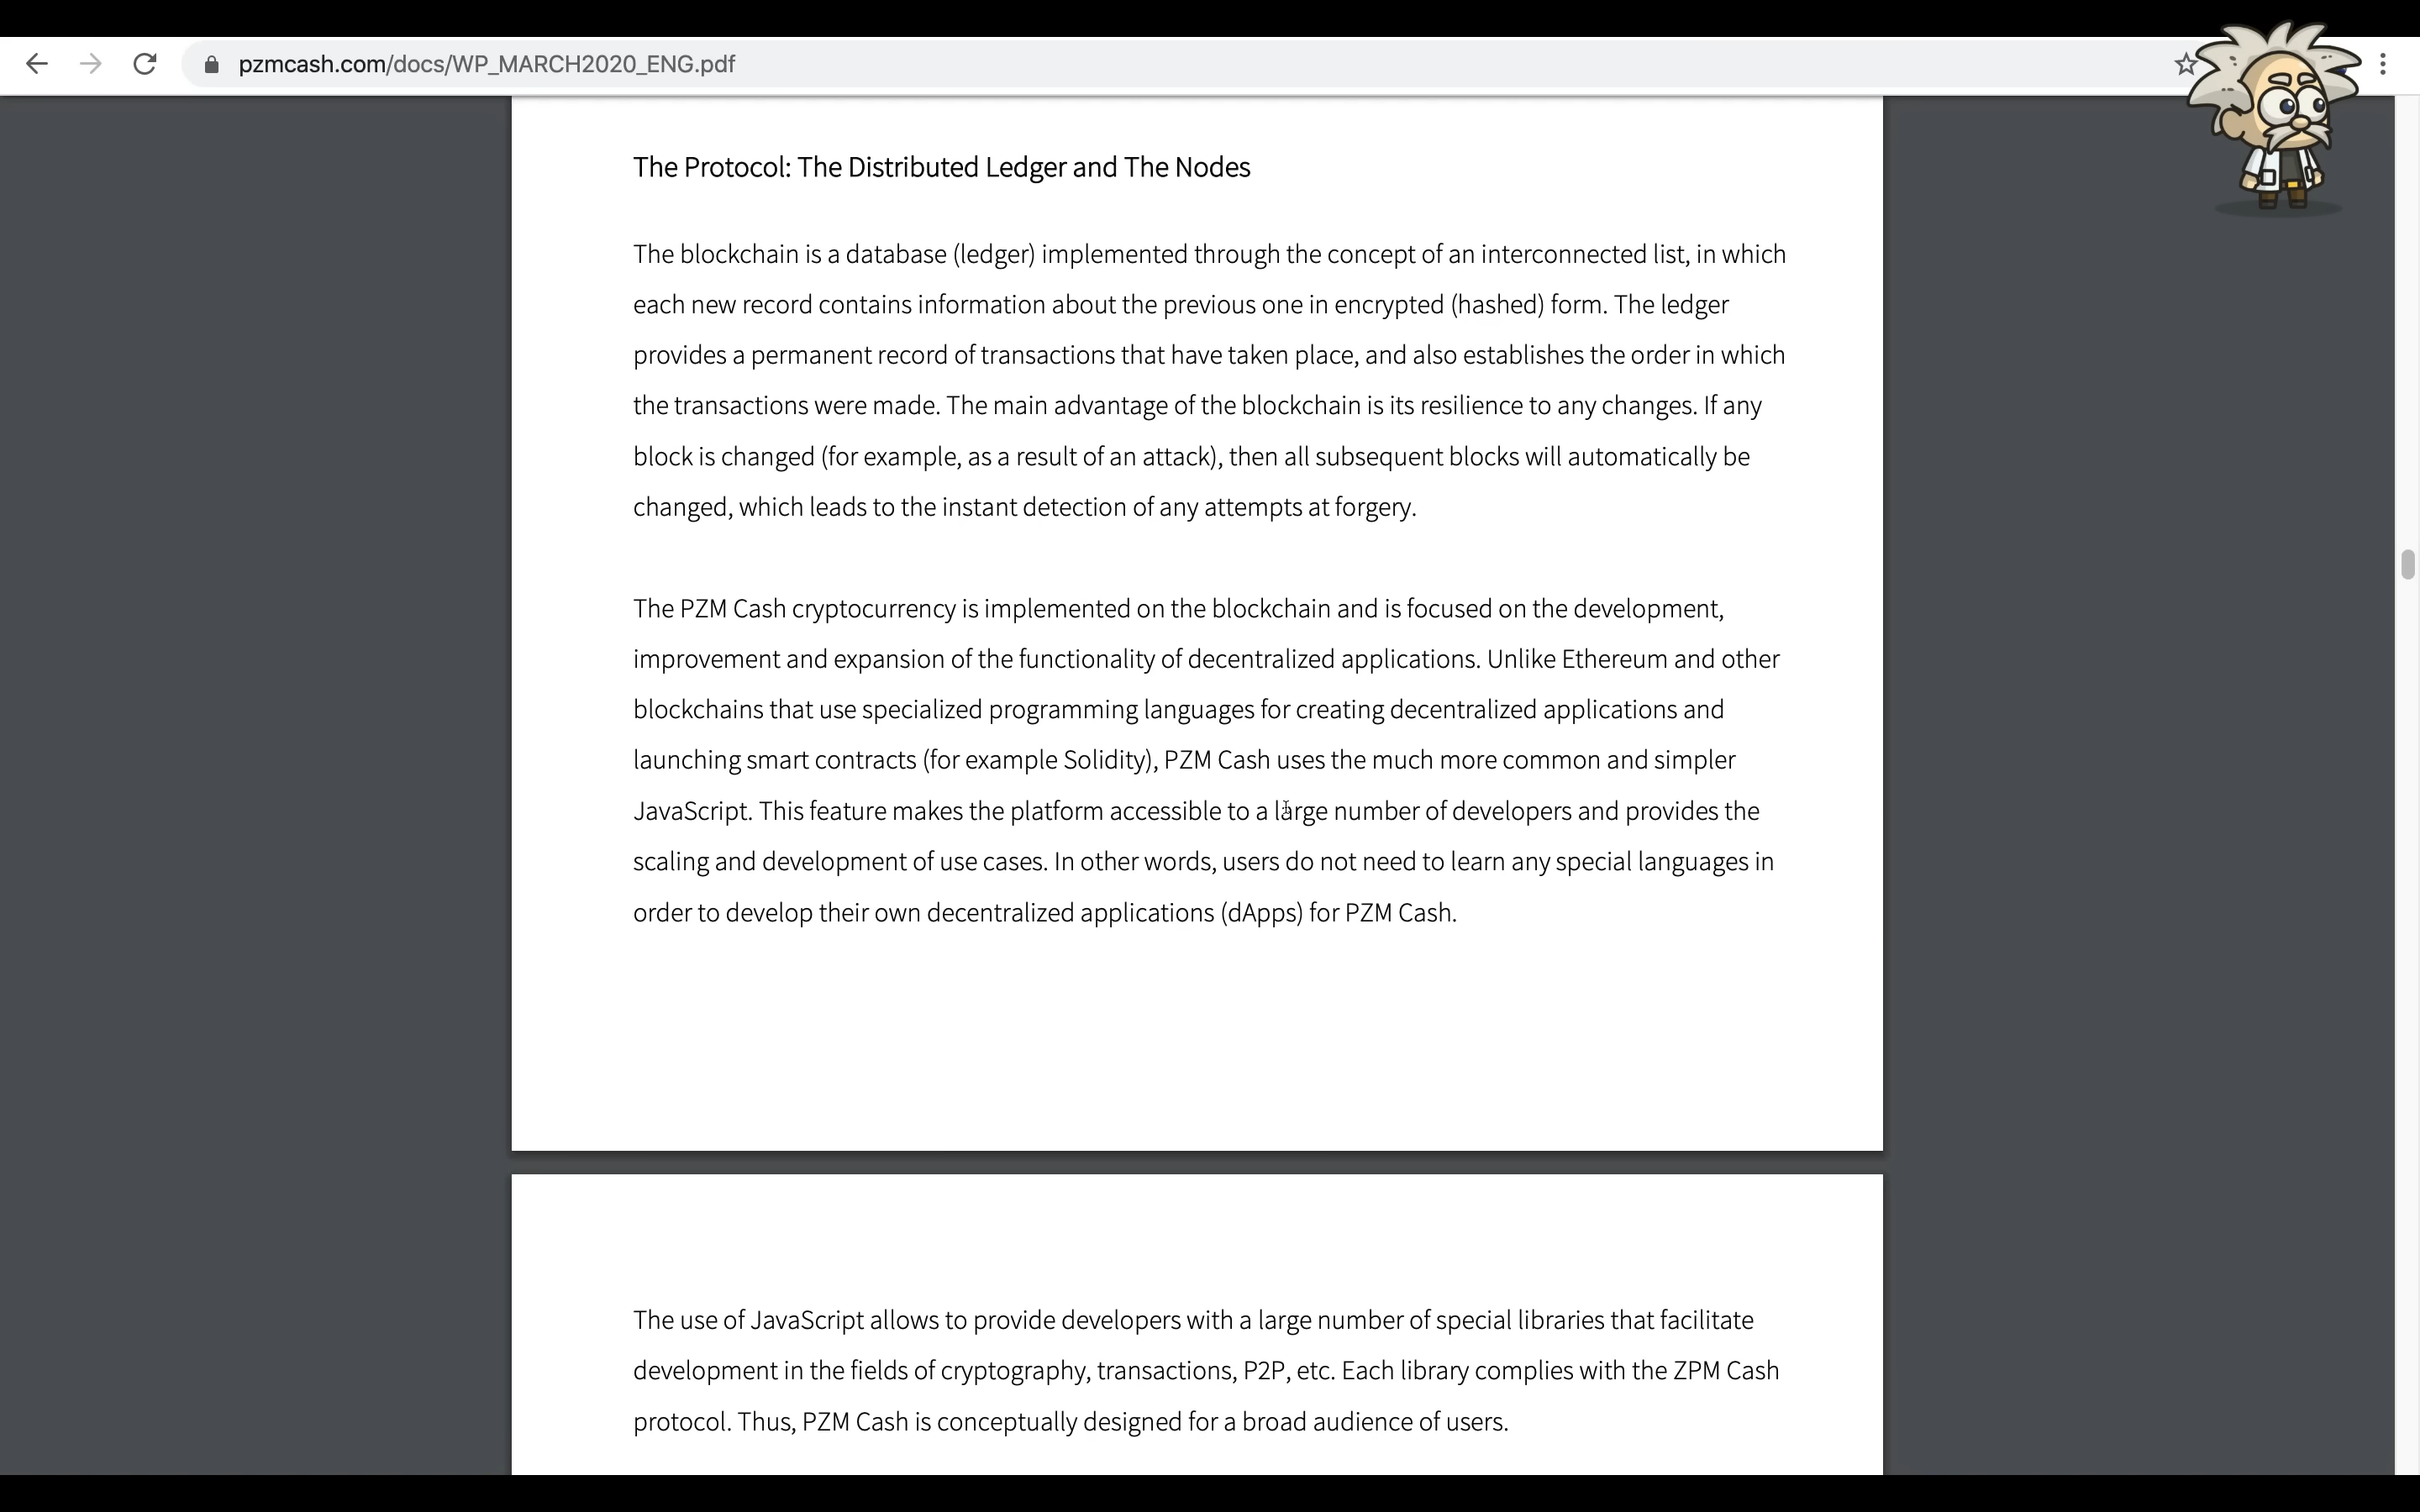 pzmcash.com/docs/WP_MARCH2020_ENG.pdf
The Protocol: The Distributed Ledger and The Nodes
The blockchain is a database (ledger) implemented through the concept of an interconnected list, in which
each new record contains information about the previous one in encrypted (hashed) form. The ledger
provides a permanent record of transactions that have taken place, and also establishes the order in which
the transactions were made. The main advantage of the blockchain is its resilience to any changes. If any
block is changed (for example, as a result of an attack), then all subsequent blocks will automatically be
changed, which leads to the instant detection of any attempts at forgery.
The PZM Cash cryptocurrency is implemented on the blockchain and is focused on the development,
improvement and expansion of the functionality of decentralized applications. Unlike Ethereum and other
blockchains that use specialized programming languages for creating decentralized applications and
launching smart contracts (for example Solidity), PZM Cash uses the much more common and simpler
JavaScript. This feature makes the platform accessible to a large number of developers and provides the
scaling and development of use cases. In other words, users do not need to learn any special languages in
order to develop their own decentralized applications (dApps) for PZM Cash.
The use of JavaScript allows to provide developers with a large number of special libraries that facilitate
development in the fields of cryptography, transactions, P2P, etc. Each library complies with the ZPM Cash
protocol. Thus, PZM Cash is conceptually designed for a broad audience of users.